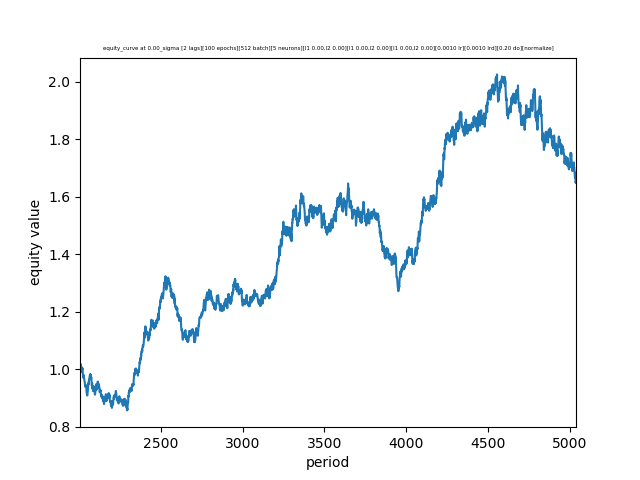 equity_curve at 0.00_sigma [2 lags][100 epochs][512 batch][5 neurons][l1 0.00,l2 0.00][l1 0.00,l2 0.00][l1 0.00,l2 0.00][0.0010 lr][0.0010 lrd][0.20 do][normalize]
2.0
1.8
1.6
1.4
1.2
1.0
0.8
equity value
2500 3000 3500 4000 4500 5000
period